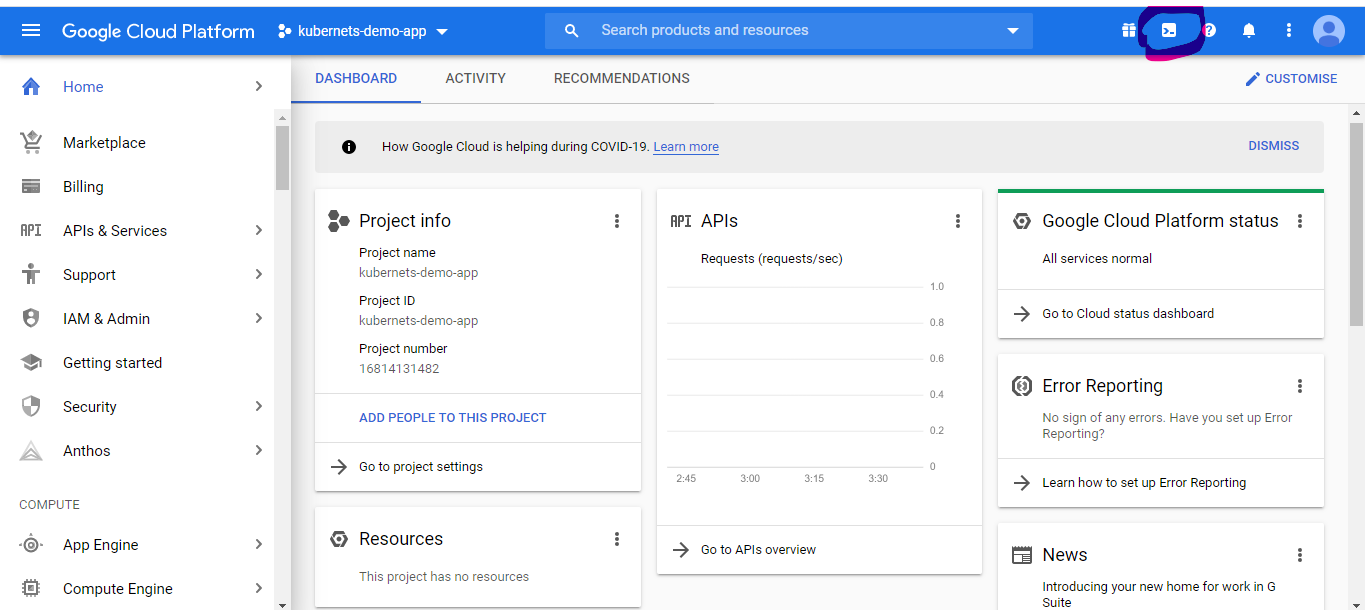 Google Cloud Platform
kubernets-demo-app
Search products and resources
?
Home
Marketplace
Billing
API APIs & Services
Support
IAM & Admin
Getting started
Security
Anthos
COMPUTE
App Engine
Compute Engine
DASHBOARD
ACTIVITY
RECOMMENDATIONS
CUSTOMISE
How Google Cloud is helping during COVID-19. Learn more
DISMISS
Project info
Project name
kubernets-demo-app
Project ID
kubernets-demo-app
Project number
16814131482
ADD PEOPLE TO THIS PROJECT
Go to project settings
Resources
This project has no resources
API APIs
Requests (requests/sec)
1.0
0.8
0.6
0.4
0.2
0
2:45 3:00 3:15 3:30
Go to APIs overview
Google Cloud Platform status
All services normal
Go to Cloud status dashboard
Error Reporting
No sign of any errors. Have you set up Error
Reporting?
Learn how to set up Error Reporting
News
Introducing your new home for work in G
Suite